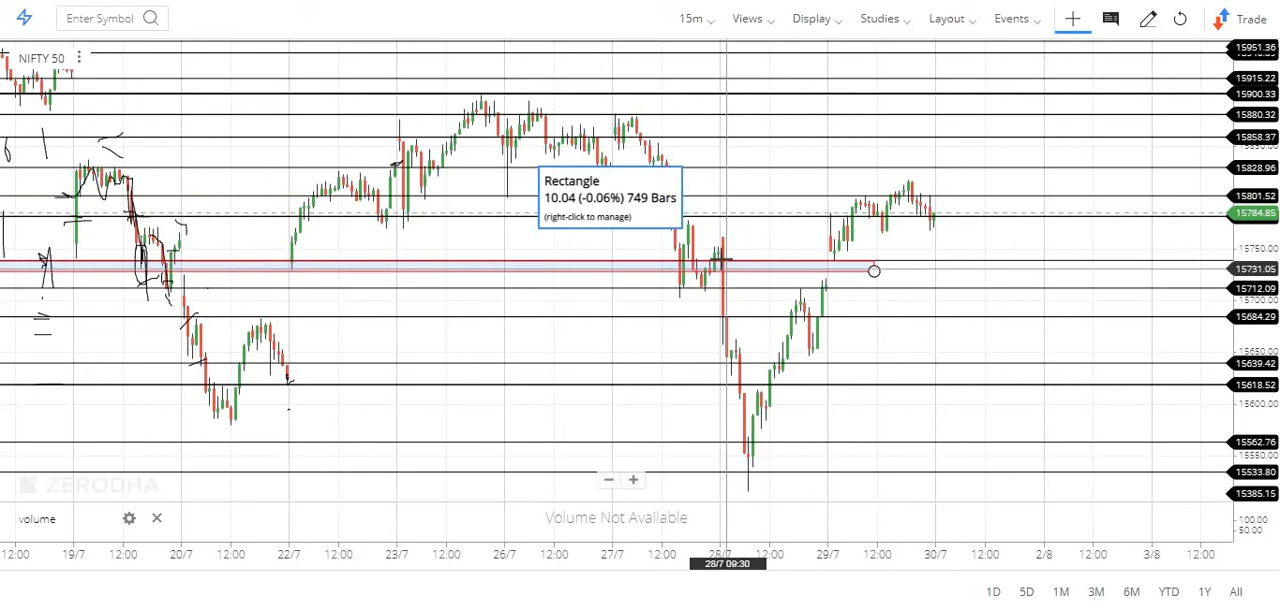 Enter Symbol 15m Views Display Studies Layout Events Trade
NIFTY 50
15951.36
15915.22
15900.33
15880.32
15858.37
15828.96
Rectangle
10.04 (-0.06%) 749 Bars
(right-click to manage)
15801.52
15784.85
15750.00
15731.05
15712.09
15700.00
15684.29
15639.42
15618.52
15600.00
15562.76
15533.80
15385.15
ZERODHA
volume
Volume Not Available
100.00
50.00
12:00 19/7 12:00 20/7 12:00 22/7 12:00 23/7 12:00 26/7 12:00 27/7 12:00 28/7 12:00 29/7 12:00 30/7 12:00 2/8 12:00 3/8 12:00
28/7 09:30
1D 5D 1M 3M 6M YTD 1Y All